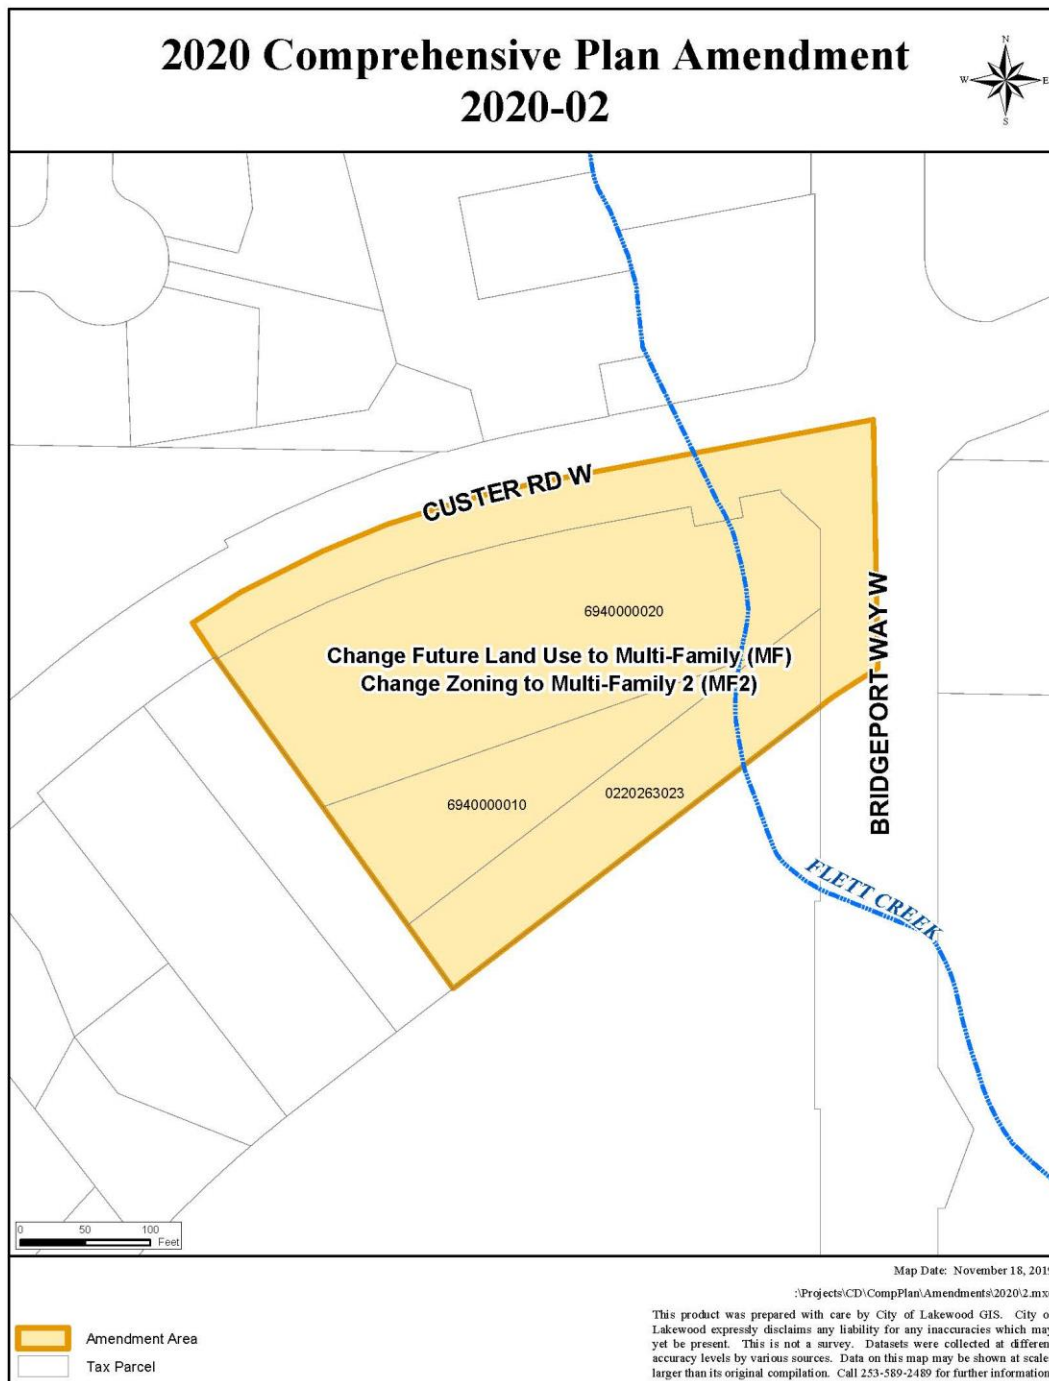 2020 Comprehensive Plan Amendment
2020-02
N
W
E
S
CUSTER RD W
6940000020
Change Future Land Use to Multi-Family (MF)
Change Zoning to Multi-Family 2 (MF2)
BRIDGEPORT WAY W
6940000010
0220263023
FLETT CREEK
0 50 100
Feet
Map Date: November 18, 201
:\Projects\CD\CompPlan\Amendments\2020\2.mx
This product was prepared with care by City of Lakewood GIS. City o
Lakewood expressly disclaims any liability for any inaccuracies which may
yet be present. This is not a survey. Datasets were collected at differen
accuracy levels by various sources. Data on this map may be shown at scale
larger than its original compilation. Call 253-589-2489 for further information
Amendment Area
Tax Parcel